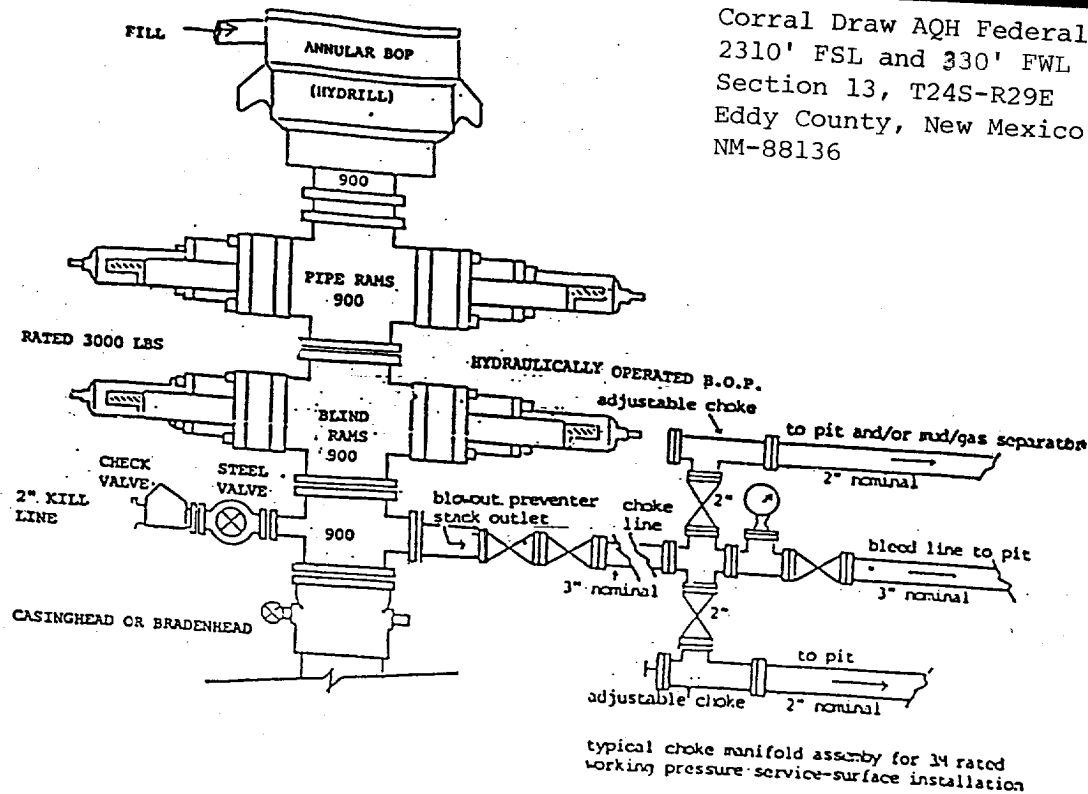 Corral Draw AQH Federal
2310' FSL and 330' FWL
Section 13, T24S-R29E
Eddy County, New Mexico
NM-88136
FILL
ANNULAR BOP
(HYDRILL)
900
PIPE RAMS
900
RATED 3000 LBS
HYDRAULICALLY OPERATED B.O.P.
BLIND
RAMS
900
adjustable choke
to pit and/or mud/gas separator
2" nominal
CHECK
VALVE
STEEL
VALVE
2" KILL
LINE
blowout preventer
stack outlet
choke
line
2"
900
bleed line to pit
3" nominal
3" nominal
2"
CASINGHEAD OR BRADENHEAD
to pit
adjustable choke
2" nominal
typical choke manifold assemby for 3M rated
working pressure service-surface installation